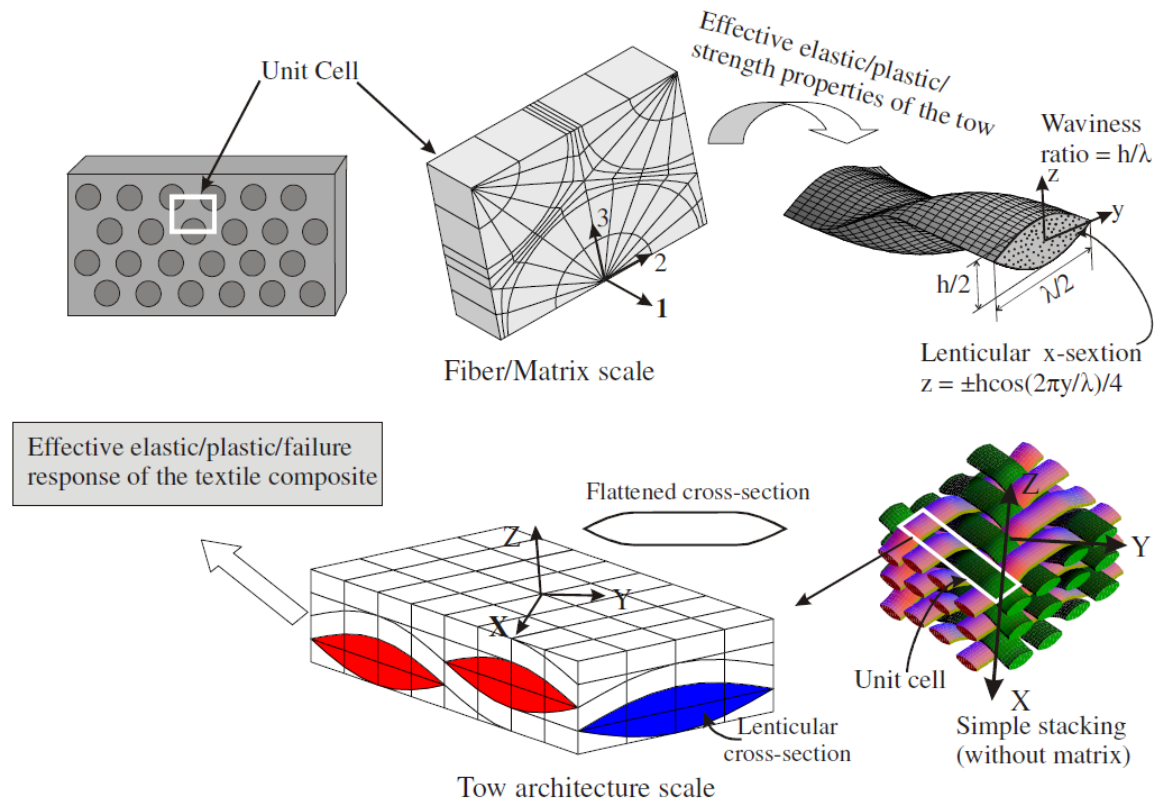 Unit Cell
Effective elastic/plastic/
strength properties of the tow
Waviness
ratio = h/λ
z
y
3
2
1
h/2
λ/2
Lenticular x-sextion
z = ±hcos(2πy/λ)/4
Fiber/Matrix scale
Effective elastic/plastic/failure
response of the textile composite
Flattened cross-section
Z
Y
X
Z
Y
X
Unit cell
Lenticular
cross-section
Simple stacking
(without matrix)
Tow architecture scale